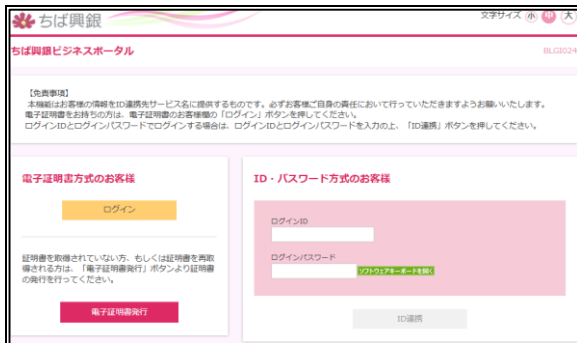 ちば興銀
文字サイズ 小 中 大
ちば興銀ビジネスポータル
BLGI024
【免責事項】
本機能はお客様の情報をID連携先サービス名に提供するものです。必ずお客様ご自身の責任において行っていただきますようお願いいたします。
電子証明書をお持ちの方は、電子証明書のお客様欄の「ログイン」ボタンを押してください。
ログインIDとログインパスワードでログインする場合は、ログインIDとログインパスワードを入力の上、「ID連携」ボタンを押してください。
電子証明書方式のお客様
ログイン
証明書を取得されていない方、もしくは証明書を再取
得される方は、「電子証明書発行」ボタンより証明書
の発行を行ってください。
電子証明書発行
ID・パスワード方式のお客様
ログインID
ログインパスワード
ソフトウェアキーボードを開く
ID連携